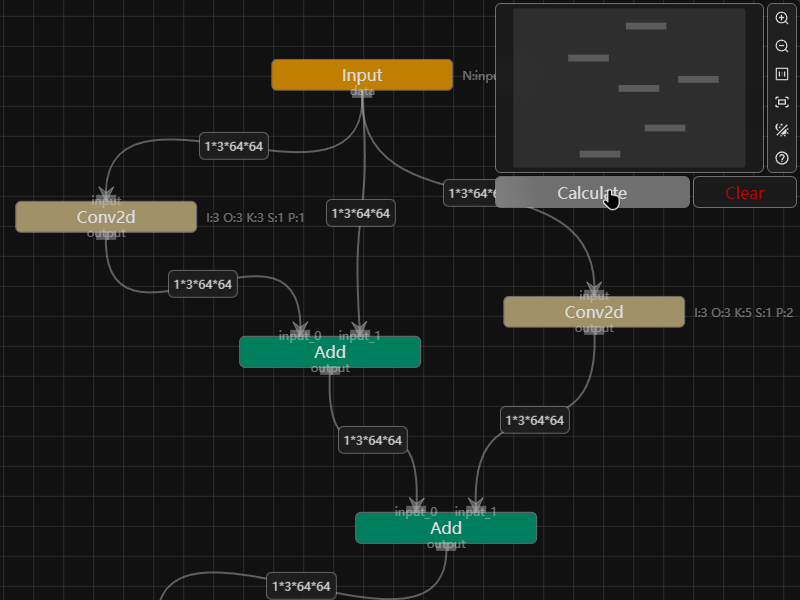 Input
N:inpu
data
1*3*64*64
1*3*6
Calculate
Clear
input
Conv2d
I:3 O:3 K:3 S:1 P:1
output
1*3*64*64
1*3*64*64
input
Conv2d
I:3 O:3 K:5 S:1 P:2
output
input_0
input_1
Add
output
1*3*64*64
1*3*64*64
input_0
input_1
Add
output
1*3*64*64